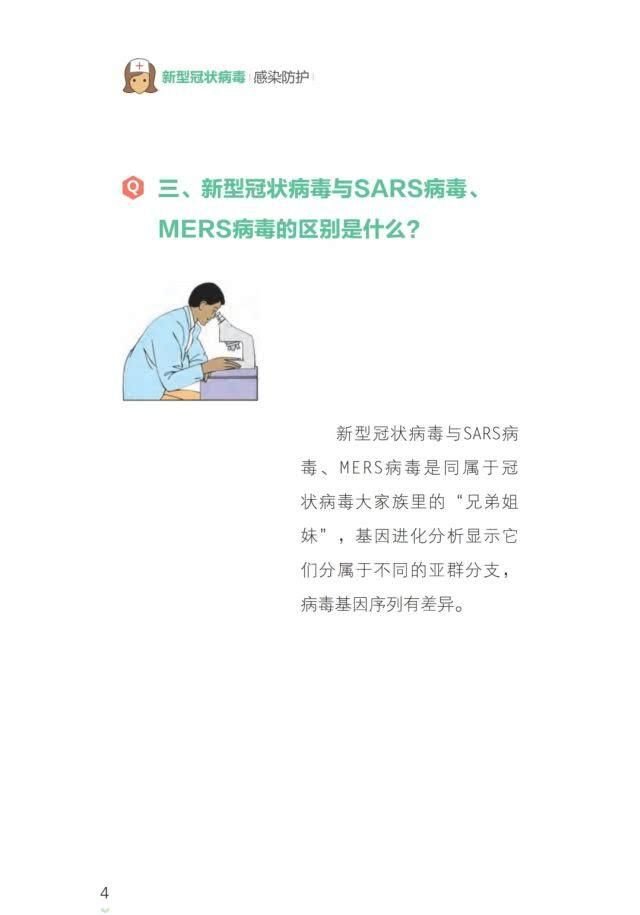 新型冠状病毒 感染防护
Q 三、新型冠状病毒与SARS病毒、
MERS病毒的区别是什么?
新型冠状病毒与SARS病
毒、MERS病毒是同属于冠
状病毒大家族里的“兄弟姐
妹”，基因进化分析显示它
们分属于不同的亚群分支，
病毒基因序列有差异。
4